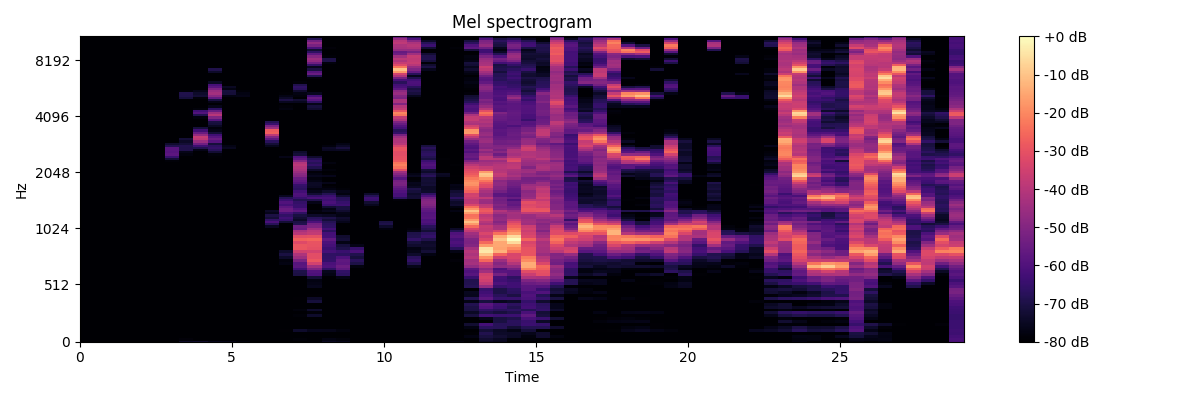 Mel spectrogram
+0 dB
8192
-10 dB
4096
-20 dB
-30 dB
2048
-40 dB
Hz
1024
-50 dB
-60 dB
512
-70 dB
0
-80 dB
0 5 10 15 20 25
Time